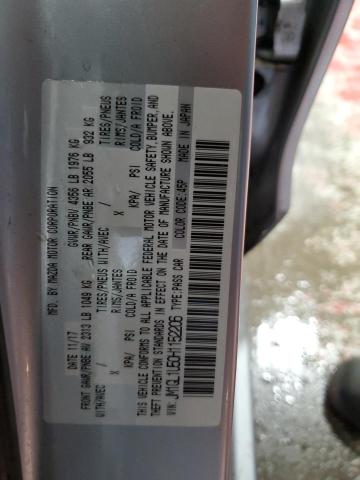 MFD. BY MAZDA MOTOR CORPORATION
DATE 11/17 GVWR/PNBV 4356 LB 1976 KG
FRONT GAWR/PNBE AV 2313 LB 1049 KG REAR GAWR/PNBE AR 2055 LB 932 KG
WITH/AVEC / TIRES/PNEUS WITH/AVEC / TIRES/PNEUS
X RIMS/JANTES X RIMS/JANTES
KPA/ PSI COLD/A FROID KPA/ PSI COLD/A FROID
THIS VEHICLE CONFORMS TO ALL APPLICABLE FEDERAL MOTOR VEHICLE SAFETY, BUMPER, AND
THEFT PREVENTION STANDARDS IN EFFECT ON THE DATE OF MANUFACTURE SHOWN ABOVE.
VIN: TYPE: PASS CAR COLOR CODE: 45P MADE IN JAPAN